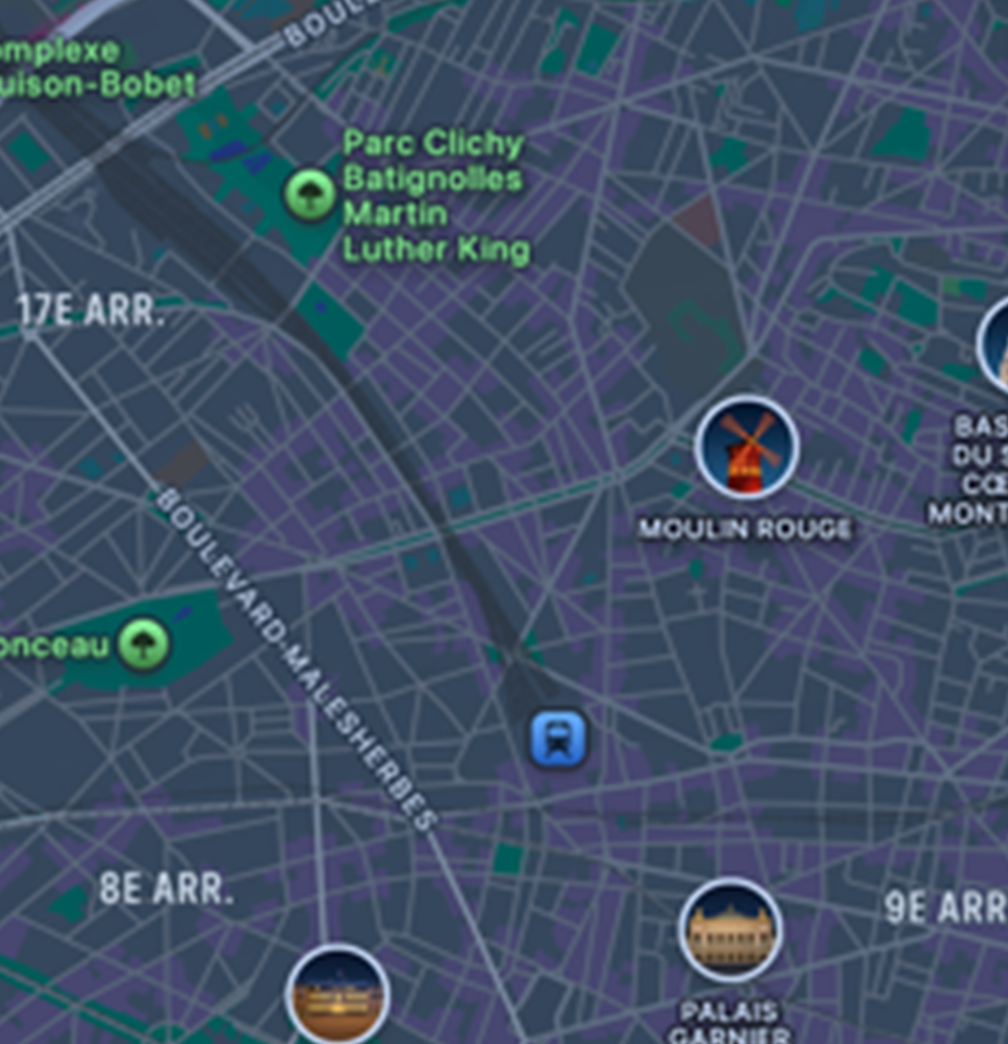 BOUL
omplexe
uison-Bobet
Parc Clichy
Batignolles
Martin
Luther King
17E ARR.
BAS
DU S
CŒ
MONT
MOULIN ROUGE
BOULEVARD-MALESHERBES
onceau
8E ARR.
9E ARR
PALAIS
GARNIER